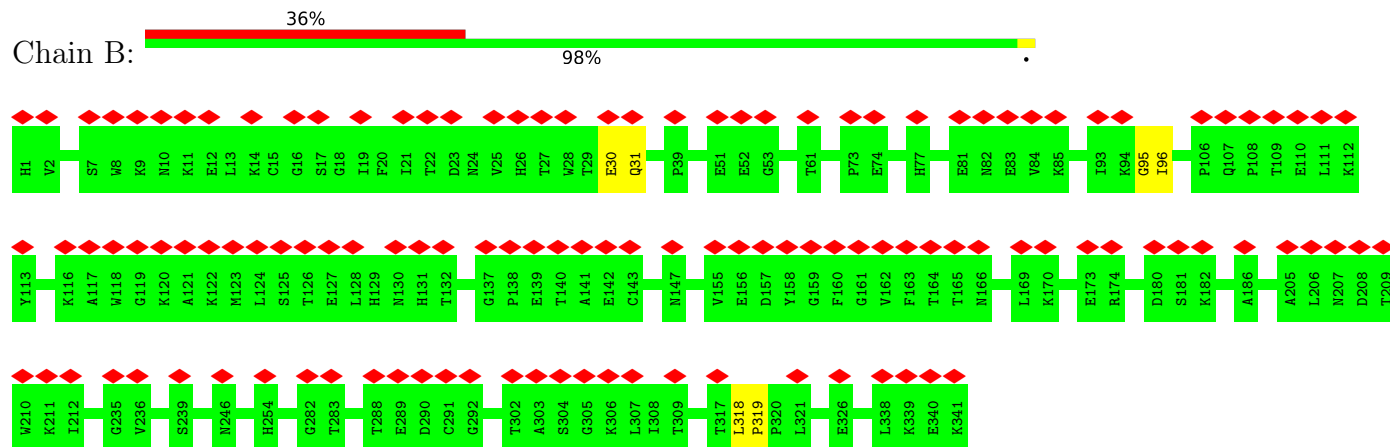 36%
Chain B:
98%
.
H1 V2 S7 W8 K9 N10 K11 E12 L13 K14 C15 G16 S17 G18 I19 F20 I21 T22 D23 N24 V25 H26 T27 W28 T29 E30 Q31 P39 E51 E52 G53 T61 P73 E74 H77 E81 N82 E83 V84 K85 I93 K94 G95 I96 P106 Q107 P108 T109 E110 L111 K112
Y113 K116 A117 W118 G119 K120 A121 K122 M123 L124 S125 T126 E127 L128 H129 N130 H131 T132 G137 P138 E139 T140 A141 E142 C143 N147 V155 E156 D157 Y158 G159 F160 G161 V162 F163 T164 T165 N166 L169 K170 E173 R174 D180 S181 K182 A186 A205 L206 N207 D208 T209
W210 K211 I212 G235 V236 S239 N246 H254 G282 T283 T288 E289 D290 C291 G292 T302 A303 S304 G305 K306 L307 I308 T309 T317 L318 P319 P320 L321 E326 L338 K339 E340 K341